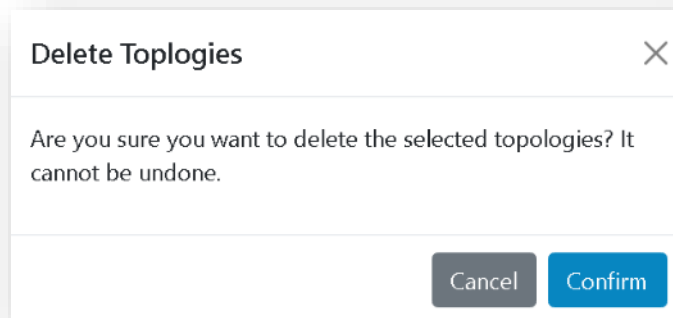 Delete Toplogies
Are you sure you want to delete the selected topologies? It
cannot be undone.
Cancel Confirm